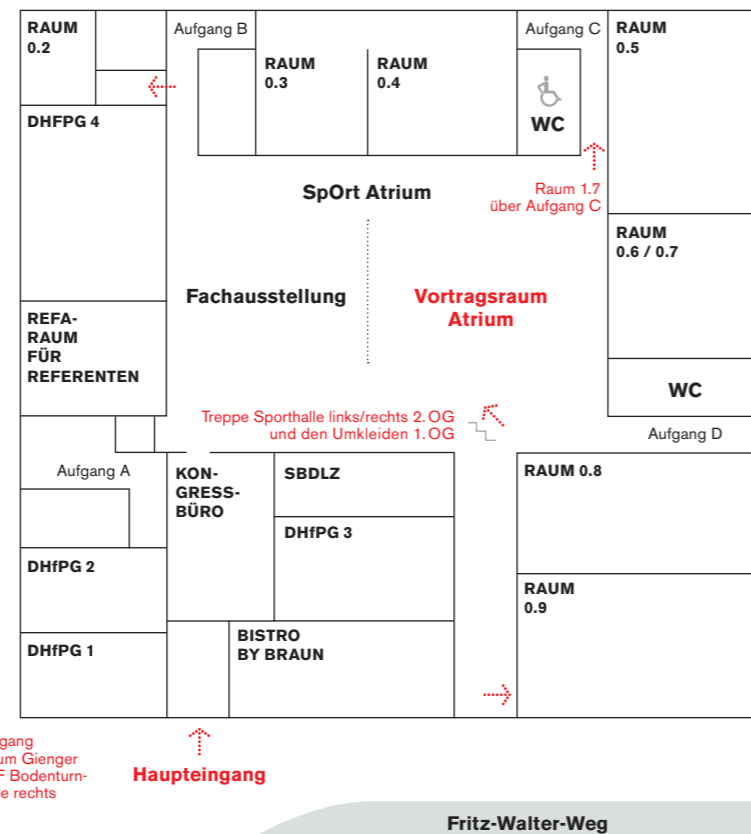 RAUM
0.2
Aufgang B
Aufgang C
RAUM
0.5
RAUM
0.3
RAUM
0.4
WC
DHFPG 4
SpOrt Atrium
Raum 1.7
über Aufgang C
RAUM
0.6 / 0.7
Fachausstellung
Vortragsraum
Atrium
REFA-
RAUM
FÜR
REFERENTEN
WC
Treppe Sporthalle links/rechts 2. OG
und den Umkleiden 1. OG
Aufgang D
Aufgang A
KON-
GRESS-
BÜRO
SBDLZ
RAUM 0.8
DHfPG 3
DHfPG 2
RAUM
0.9
BISTRO
BY BRAUN
DHfPG 1
gang
um Gienger
F Bodenturn-
e rechts
Haupteingang
Fritz-Walter-Weg